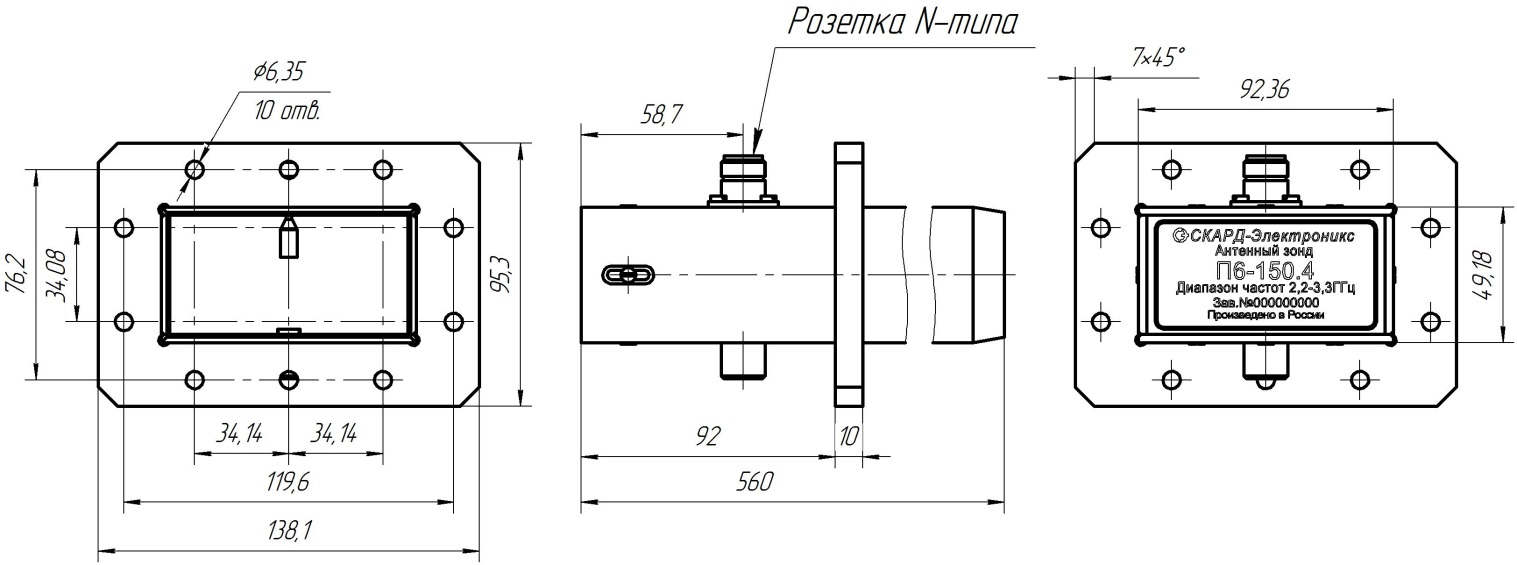 Розетка N–типа
ϕ6,35
10 отв.
76,2
34,08
95,3
34,14
34,14
119,6
138,1
58,7
92
10
560
7×45°
92,36
49,18
СКАРД-Электроникс
Антенный зонд
П6-150.4
Диапазон частот 2,2-3,3ГГц
Зав.№000000000
Произведено в России